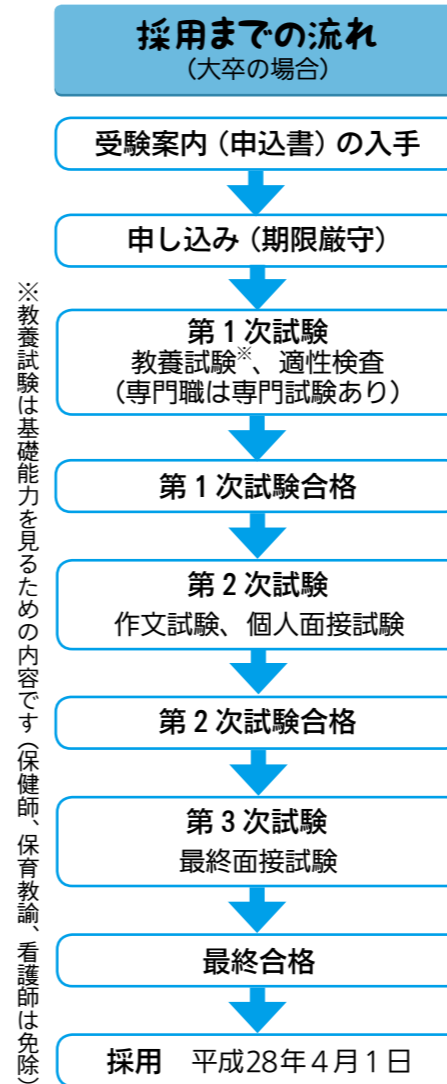 採用までの流れ
（大卒の場合）
受験案内（申込書）の入手
申し込み（期限厳守）
第１次試験
教養試験※、適性検査
（専門職は専門試験あり）
第１次試験合格
第２次試験
作文試験、個人面接試験
第２次試験合格
第３次試験
最終面接試験
最終合格
採用　平成28年４月１日
※教養試験は基礎能力を見るための内容です（保健師、保育教諭、看護師は免除）